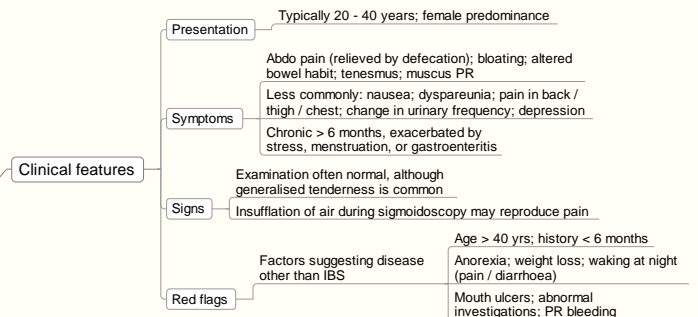 Typically 20 - 40 years; female predominance
Presentation
Abdo pain (relieved by defecation); bloating; altered
bowel habit; tenesmus; muscus PR
Less commonly: nausea; dyspareunia; pain in back /
thigh / chest; change in urinary frequency; depression
Symptoms
Chronic > 6 months, exacerbated by
stress, menstruation, or gastroenteritis
Clinical features
Examination often normal, although
generalised tenderness is common
Signs
Insufflation of air during sigmoidoscopy may reproduce pain
Age > 40 yrs; history < 6 months
Factors suggesting disease
other than IBS
Anorexia; weight loss; waking at night
(pain / diarrhoea)
Red flags
Mouth ulcers; abnormal
investigations; PR bleeding